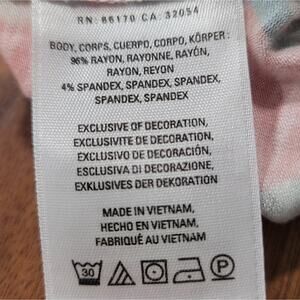 RN: 66170 CA: 32054
BODY, CORPS, CUERPO, CORPO, KÖRPER:
96% RAYON, RAYONNE, RAYÓN,
RAYON, REYON
4% SPANDEX, SPANDEX, SPANDEX,
SPANDEX, SPANDEX
EXCLUSIVE OF DECORATION,
EXCLUSIVITE DE DECORATION,
EXCLUSIVO DE DECORACIÓN,
ESCLUSIVA DI DECORAZIONE,
EXKLUSIVES DER DEKORATION
MADE IN VIETNAM,
HECHO EN VIETNAM,
FABRIQUÉ AU VIETNAM
30 P